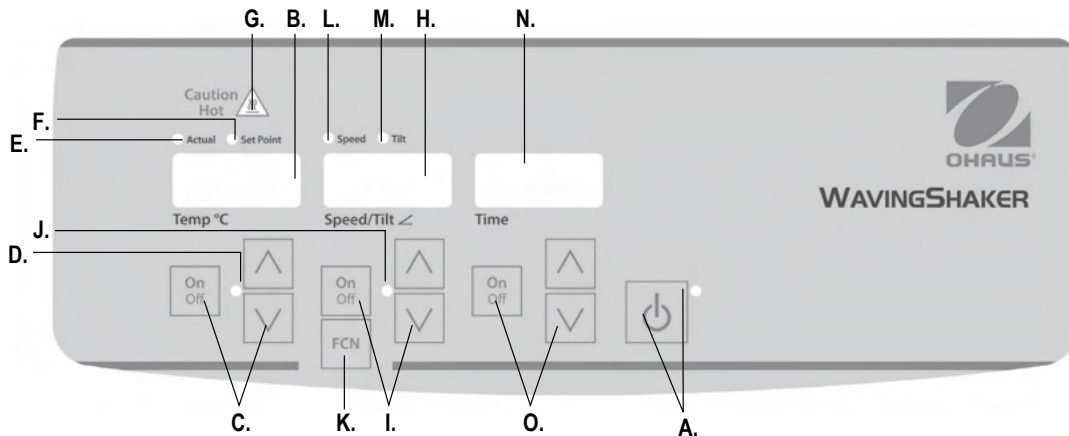 G. B. L. M. H. N.
Caution
Hot
F.
E.
Actual Set Point Speed Tilt
OHAUS®
WAVINGSHAKER
Temp °C Speed/Tilt ∠ Time
J.
D.
On
Off
On
Off
On
Off
FCN
C. K. I. O. A.